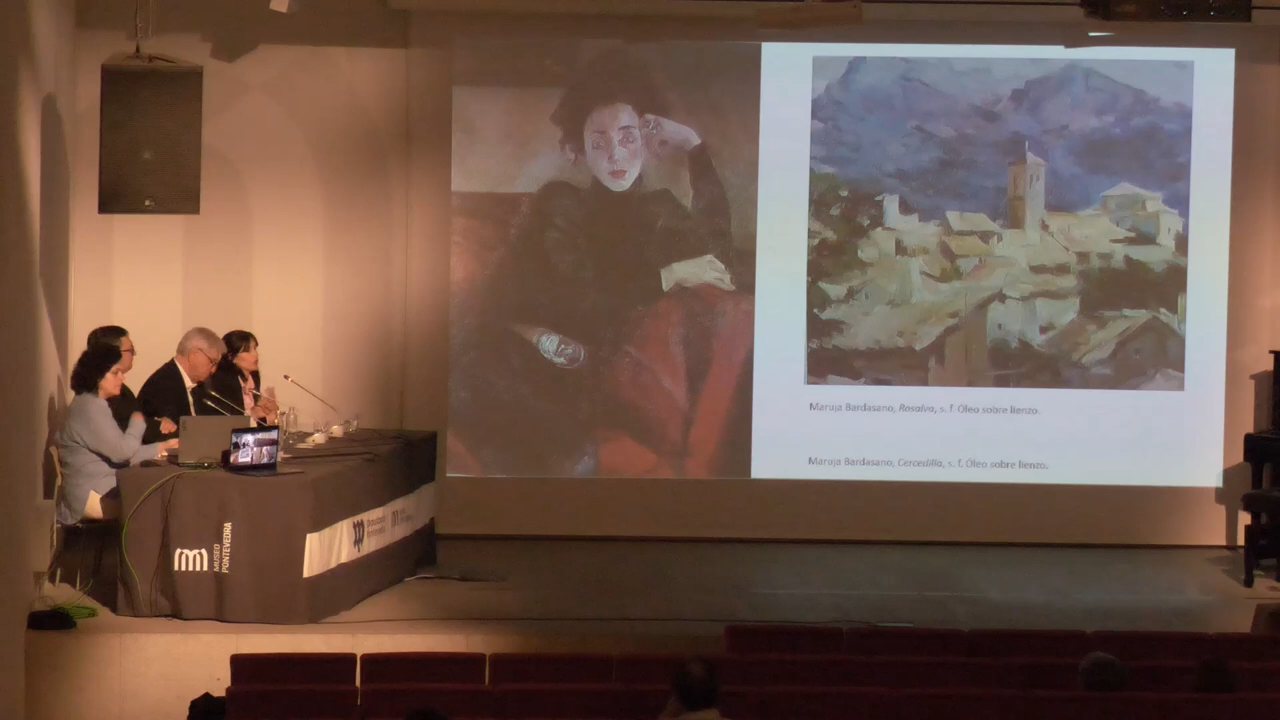 Maruja Bardasano, Rosalva, s. f. Óleo sobre lienzo.
Maruja Bardasano, Cercedilla, s. f. Óleo sobre lienzo.
MUSEO
PONTEVEDRA